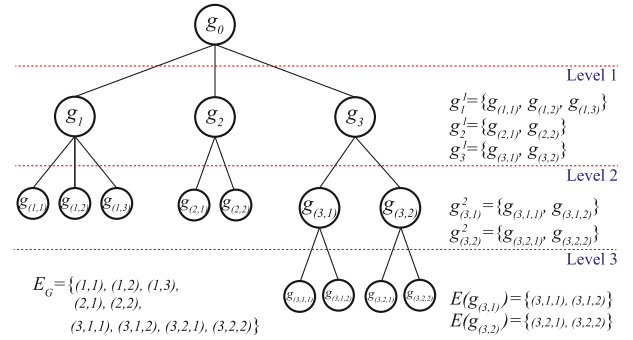 g₀
Level 1
g₁ g₂ g₃
g₁¹={g₍₁,₁₎, g₍₁,₂₎, g₍₁,₃₎}
g₂¹={g₍₂,₁₎, g₍₂,₂₎}
g₃¹={g₍₃,₁₎, g₍₃,₂₎}
Level 2
g₍₁,₁₎ g₍₁,₂₎ g₍₁,₃₎ g₍₂,₁₎ g₍₂,₂₎ g₍₃,₁₎ g₍₃,₂₎
g²₍₃,₁₎={g₍₃,₁,₁₎, g₍₃,₁,₂₎}
g²₍₃,₂₎={g₍₃,₂,₁₎, g₍₃,₂,₂₎}
Level 3
g₍₃,₁,₁₎ g₍₃,₁,₂₎ g₍₃,₂,₁₎ g₍₃,₂,₂₎
E_G={(1,1), (1,2), (1,3),
(2,1), (2,2),
(3,1,1), (3,1,2), (3,2,1), (3,2,2)}
E(g₍₃,₁₎)={(3,1,1), (3,1,2)}
E(g₍₃,₂₎)={(3,2,1), (3,2,2)}